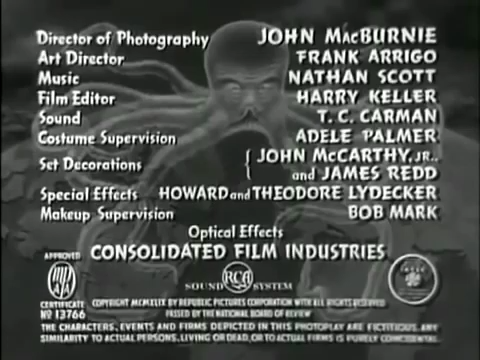 Director of Photography JOHN MacBURNIE
Art Director FRANK ARRIGO
Music NATHAN SCOTT
Film Editor HARRY KELLER
Sound T. C. CARMAN
Costume Supervision ADELE PALMER
Set Decorations { JOHN McCARTHY, JR..
and JAMES REDD
Special Effects HOWARD and THEODORE LYDECKER
Makeup Supervision BOB MARK
Optical Effects
CONSOLIDATED FILM INDUSTRIES
APPROVED
CERTIFICATE
No 13766
SOUND RCA SYSTEM
COPYRIGHT MCMXLIX BY REPUBLIC PICTURES CORPORATION WITH ALL RIGHTS RESERVED
PASSED BY THE NATIONAL BOARD OF REVIEW
THE CHARACTERS, EVENTS AND FIRMS DEPICTED IN THIS PHOTOPLAY ARE FICTITIOUS. ANY
SIMILARITY TO ACTUAL PERSONS, LIVING OR DEAD, OR TO ACTUAL FIRMS IS PURELY COINCIDENTAL.